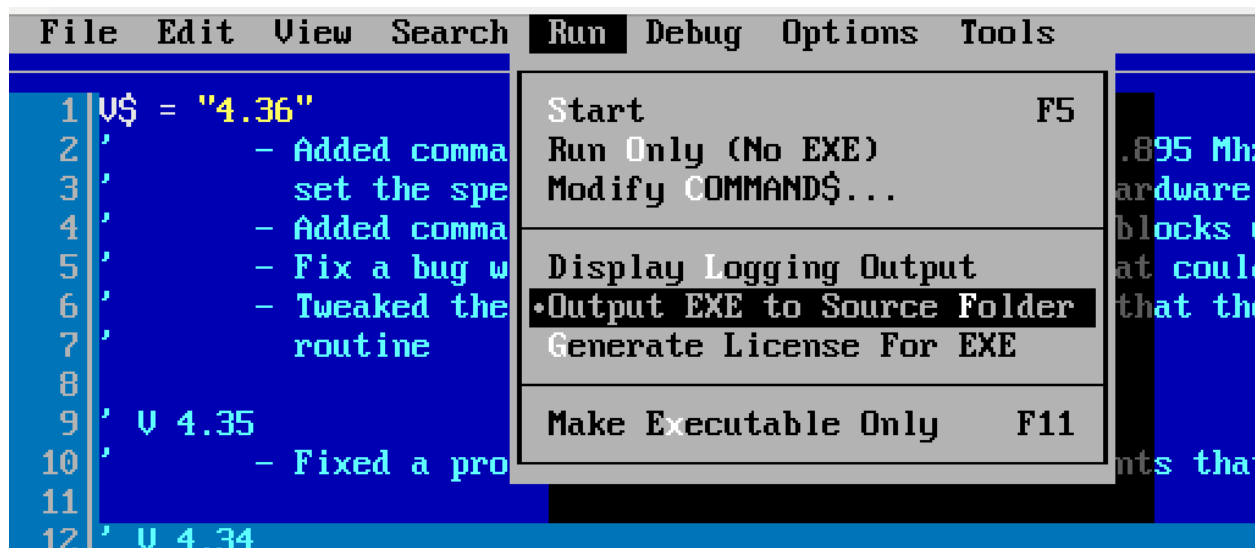 File Edit View Search Run Debug Options Tools
1 V$ = "4.36"
2 ' - Added comma .895 Mhz
3 ' set the spe ardware
4 ' - Added comma blocks
5 ' - Fix a bug w at coul
6 ' - Tweaked the that th
7 ' routine
8
9 ' V 4.35
10 ' - Fixed a pro nts tha
11
12 ' V 4.34
Start F5
Run Only (No EXE)
Modify COMMAND$...
Display Logging Output
•Output EXE to Source Folder
Generate License For EXE
Make Executable Only F11